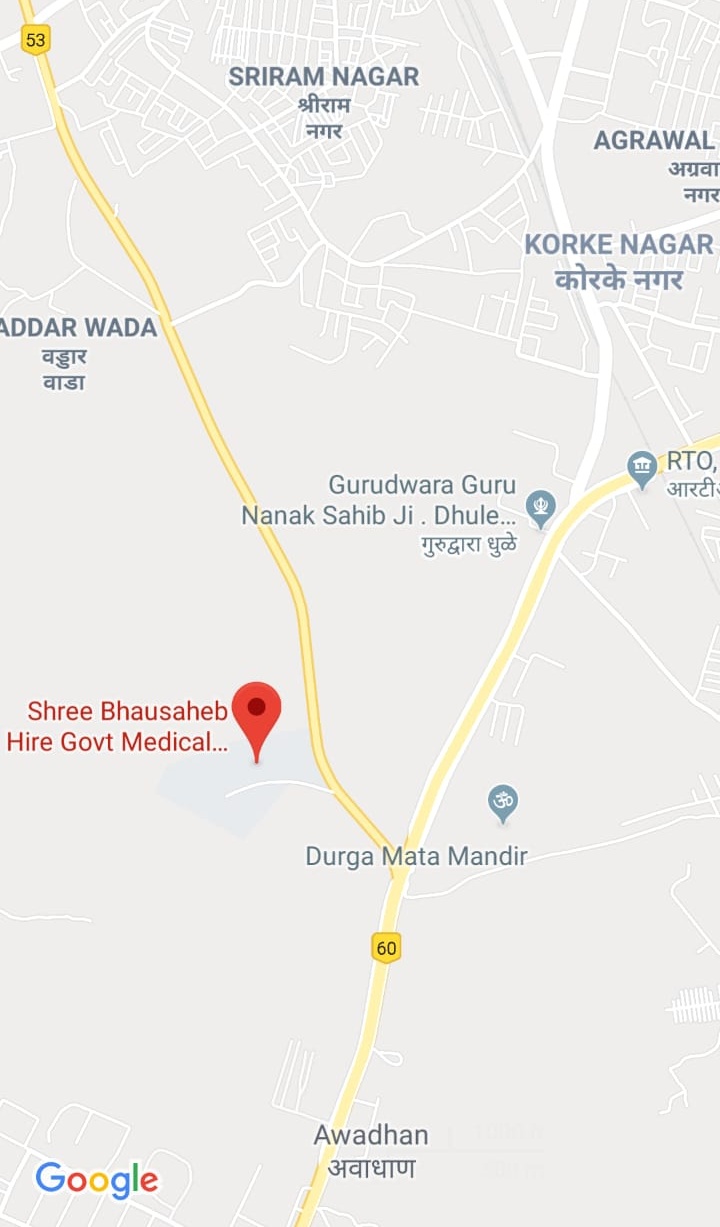 53
SRIRAM NAGAR
श्रीराम
नगर
AGRAWAL
अग्रवा
नगर
KORKE NAGAR
कोरके नगर
ADDAR WADA
वड्डार
वाडा
RTO,
आरटीओ
Gurudwara Guru
Nanak Sahib Ji . Dhule...
गुरुद्वारा धुळे
Shree Bhausaheb
Hire Govt Medical...
Durga Mata Mandir
60
Awadhan
अवाधाण
Google